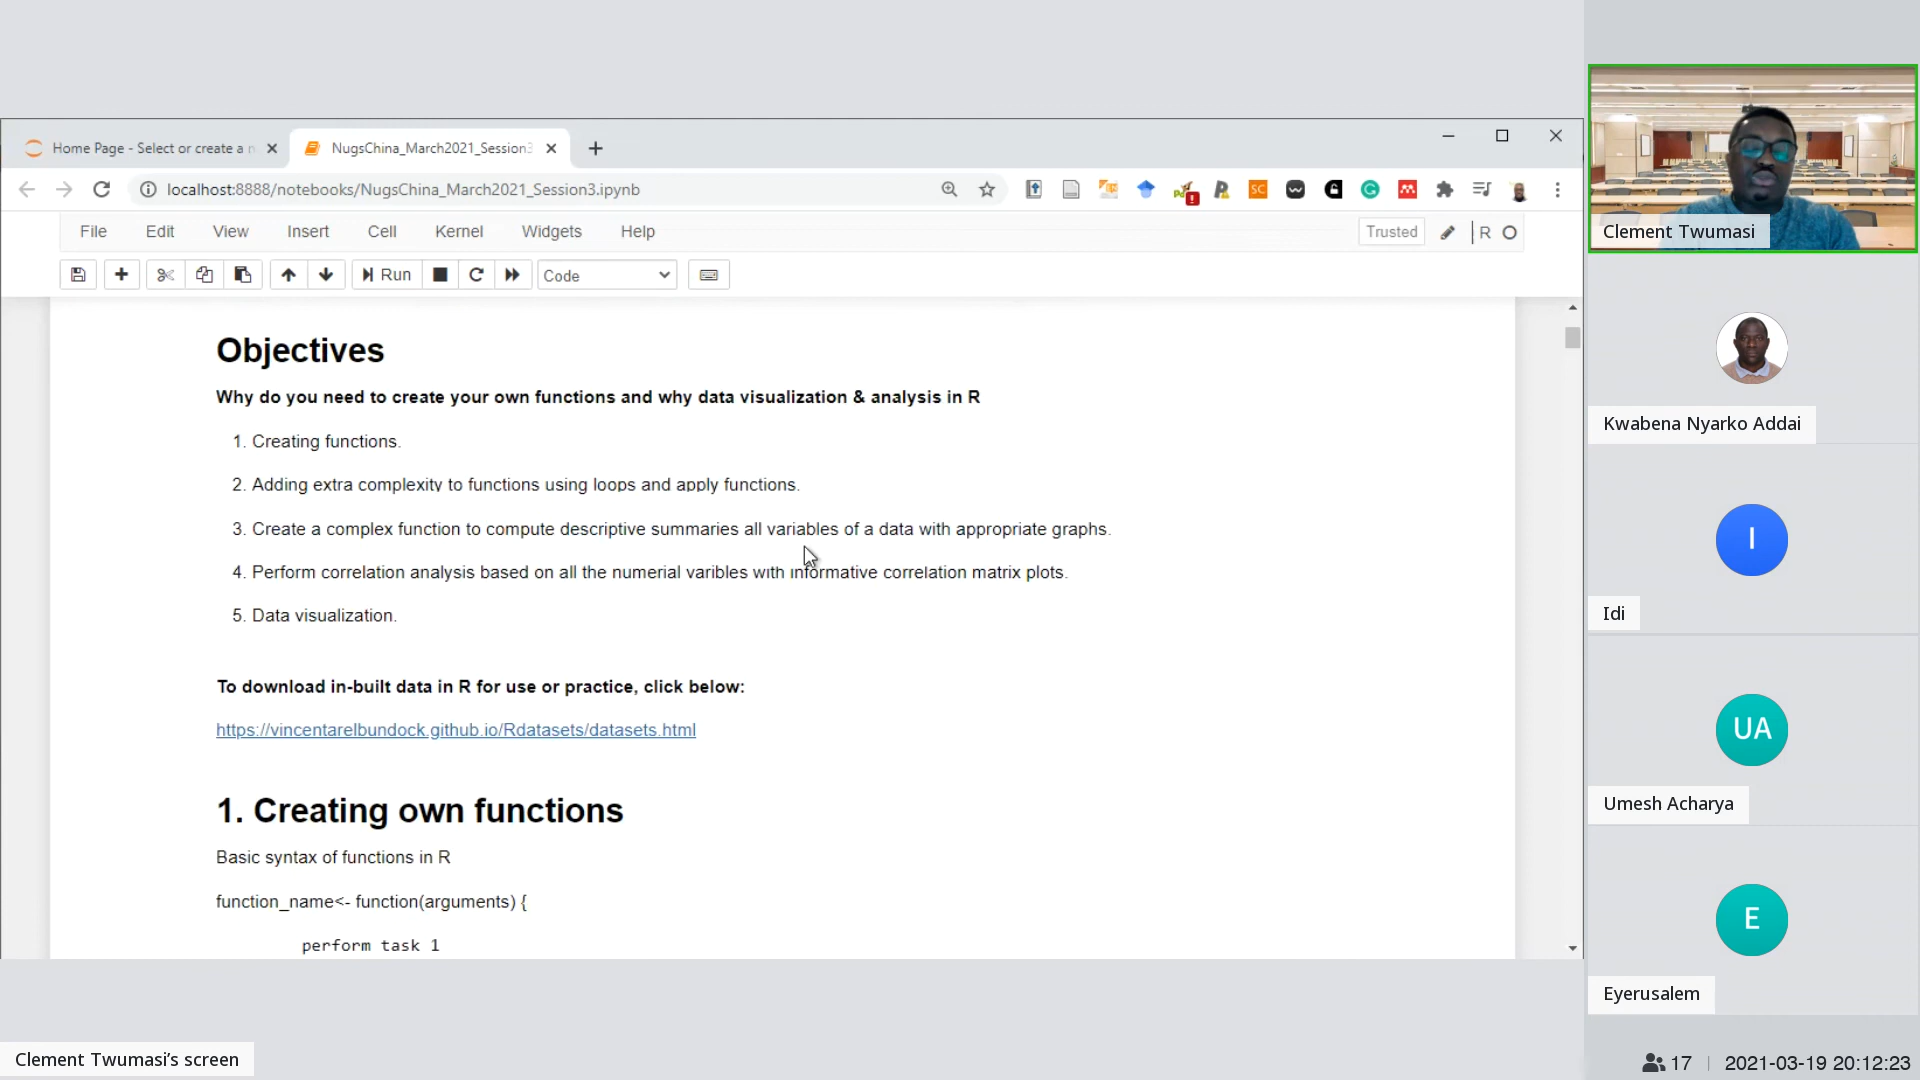 Home Page - Select or create a n
NugsChina_March2021_Session3
localhost:8888/notebooks/NugsChina_March2021_Session3.ipynb
File Edit View Insert Cell Kernel Widgets Help
Trusted
R
Run
Code
Objectives
Why do you need to create your own functions and why data visualization & analysis in R
1. Creating functions.
2. Adding extra complexity to functions using loops and apply functions.
3. Create a complex function to compute descriptive summaries all variables of a data with appropriate graphs.
4. Perform correlation analysis based on all the numerial varibles with informative correlation matrix plots.
5. Data visualization.
To download in-built data in R for use or practice, click below:
https://vincentarelbundock.github.io/Rdatasets/datasets.html
1. Creating own functions
Basic syntax of functions in R
function_name<- function(arguments) {
perform task 1
Clement Twumasi's screen
Clement Twumasi
Kwabena Nyarko Addai
I
Idi
UA
Umesh Acharya
E
Eyerusalem
17
2021-03-19 20:12:23